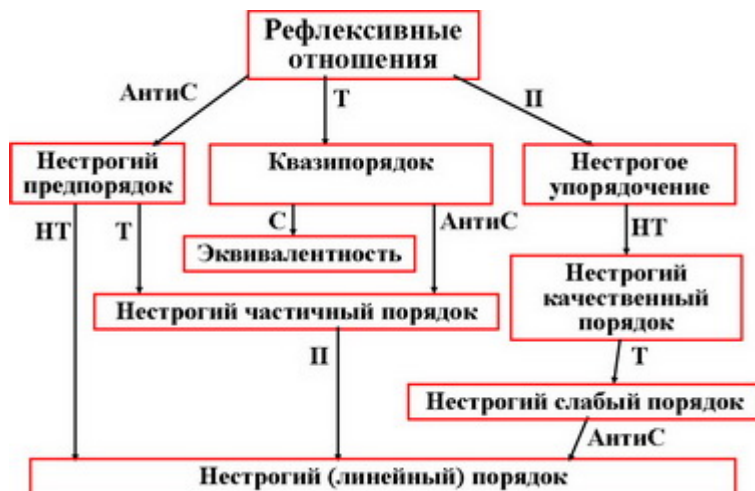 Рефлексивные
отношения
АнтиС
Т
П
Нестрогий
предпорядок
Квазипорядок
Нестрогое
упорядочение
НТ
Т
С
АнтиС
НТ
Эквивалентность
Нестрогий
качественный
порядок
Нестрогий частичный порядок
П
Т
Нестрогий слабый порядок
АнтиС
Нестрогий (линейный) порядок